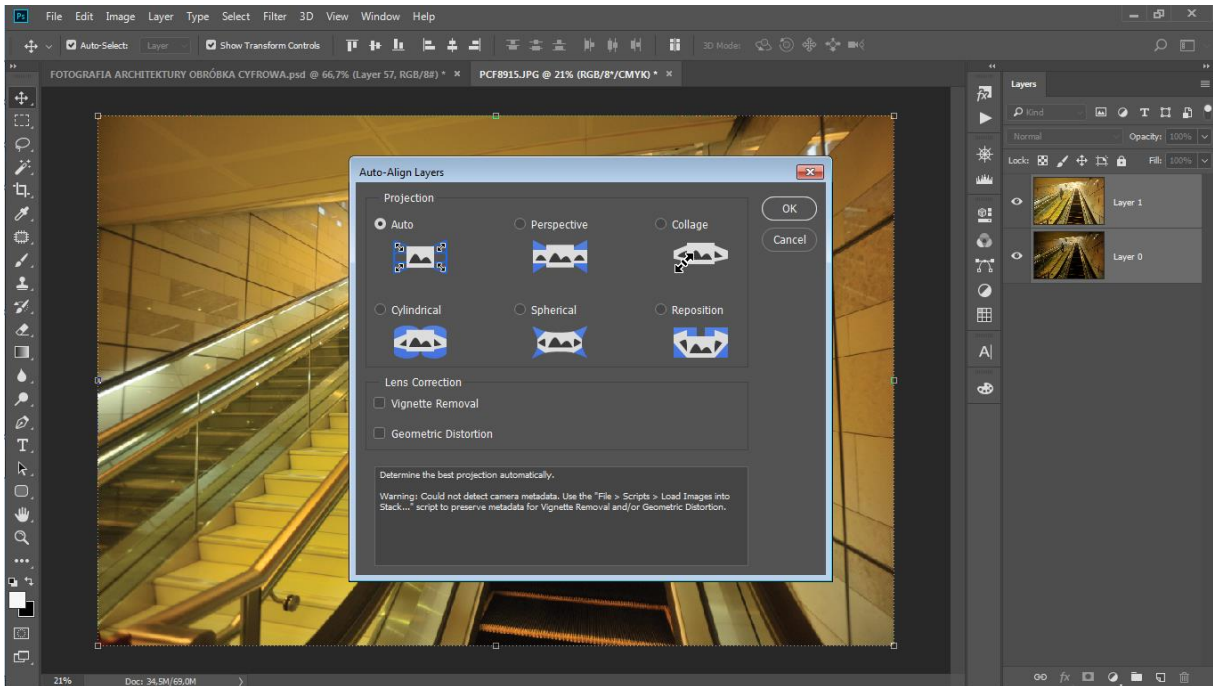 Ps File Edit Image Layer Type Select Filter 3D View Window Help
Auto-Select: Layer Show Transform Controls 3D Mode:
FOTOGRAFIA ARCHITEKTURY OBRÓBKA CYFROWA.psd @ 66,7% (Layer 57, RGB/8#) * × PCF8915.JPG @ 21% (RGB/8*/CMYK) * ×
Layers
Kind
Normal Opacity: 100%
Lock: Fill: 100%
Layer 1
Layer 0
Auto-Align Layers
Projection
Auto Perspective Collage
Cylindrical Spherical Reposition
OK
Cancel
Lens Correction
Vignette Removal
Geometric Distortion
Determine the best projection automatically.
Warning: Could not detect camera metadata. Use the "File > Scripts > Load Images into
Stack..." script to preserve metadata for Vignette Removal and/or Geometric Distortion.
21% Doc: 34,5M/69,0M